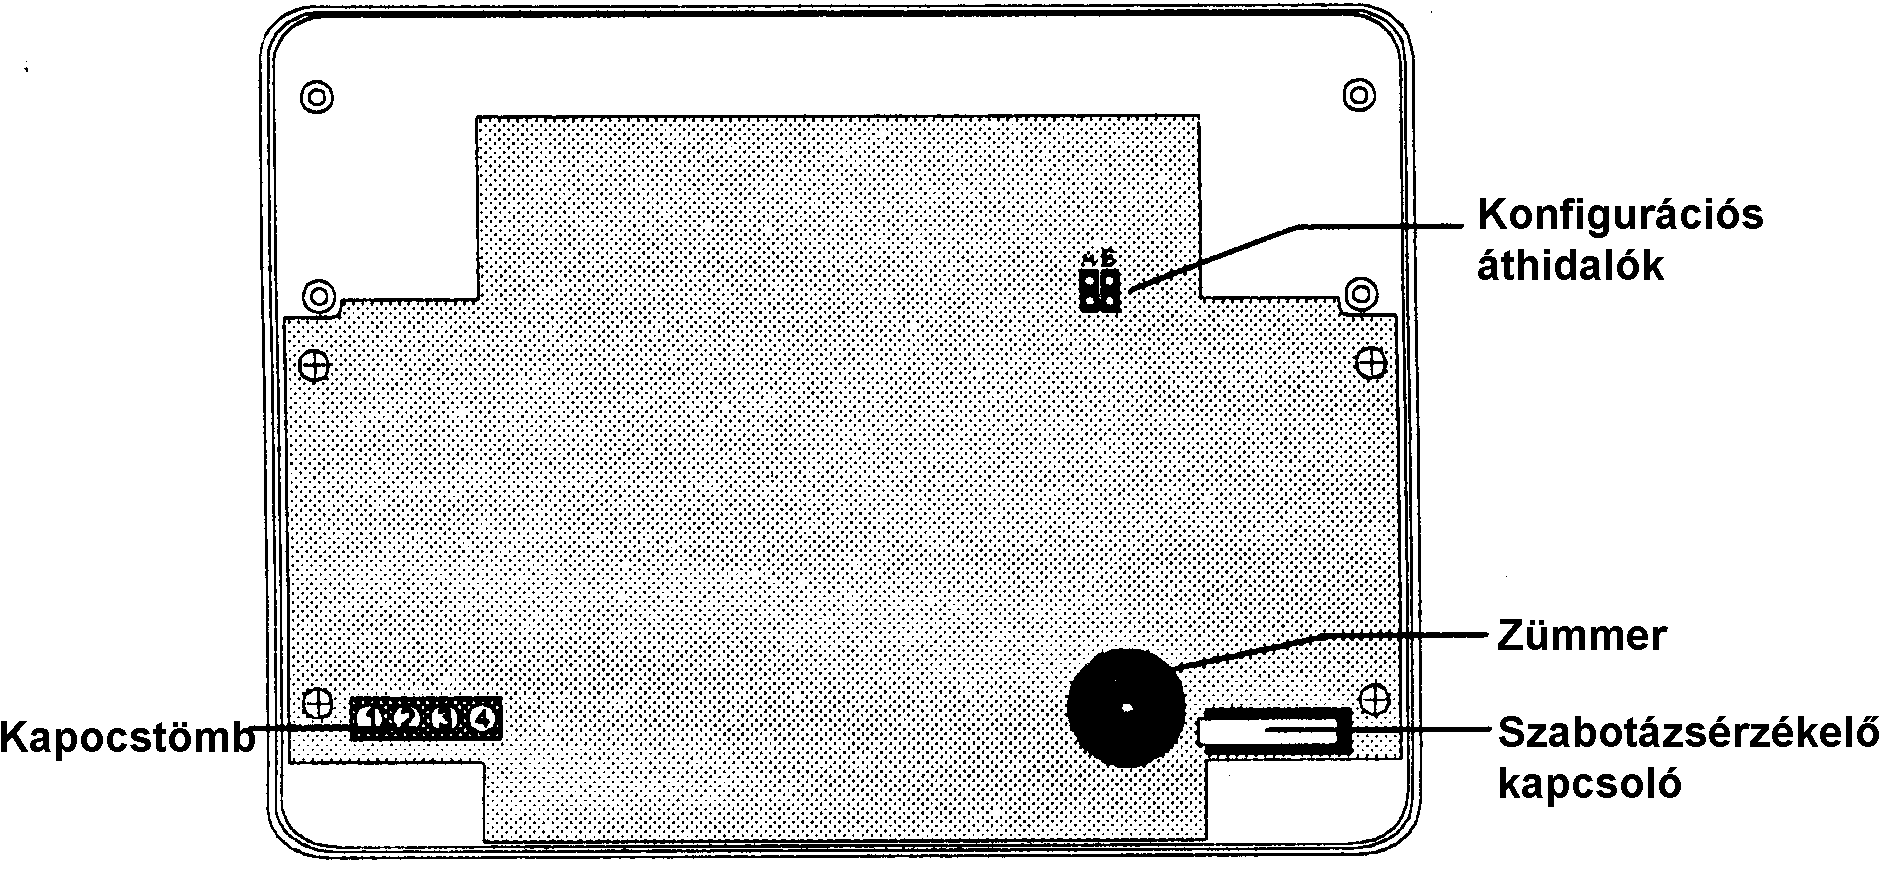 Konfigurációs
áthidalók
A B
Zümmer
Kapocstömb
1 2 3 4
Szabotázsérzékelő
kapcsoló